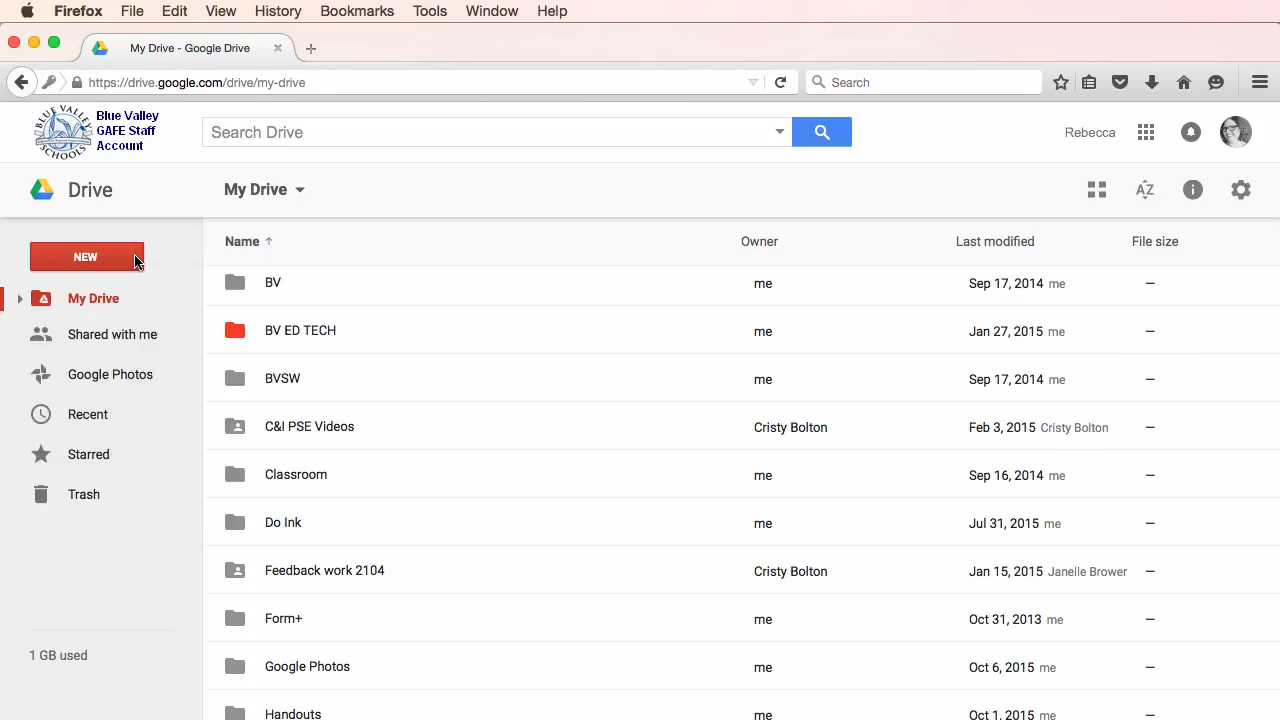 Firefox File Edit View History Bookmarks Tools Window Help
My Drive - Google Drive
https://drive.google.com/drive/my-drive
Search
BLUE VALLEY SCHOOLS
Blue Valley
GAFE Staff
Account
Search Drive
Rebecca
Drive
My Drive
AZ
NEW
My Drive
Shared with me
Google Photos
Recent
Starred
Trash
1 GB used
Name Owner Last modified File size
BV me Sep 17, 2014 me —
BV ED TECH me Jan 27, 2015 me —
BVSW me Sep 17, 2014 me —
C&I PSE Videos Cristy Bolton Feb 3, 2015 Cristy Bolton —
Classroom me Sep 16, 2014 me —
Do Ink me Jul 31, 2015 me —
Feedback work 2104 Cristy Bolton Jan 15, 2015 Janelle Brower —
Form+ me Oct 31, 2013 me —
Google Photos me Oct 6, 2015 me —
Handouts me Oct 1, 2015 me —